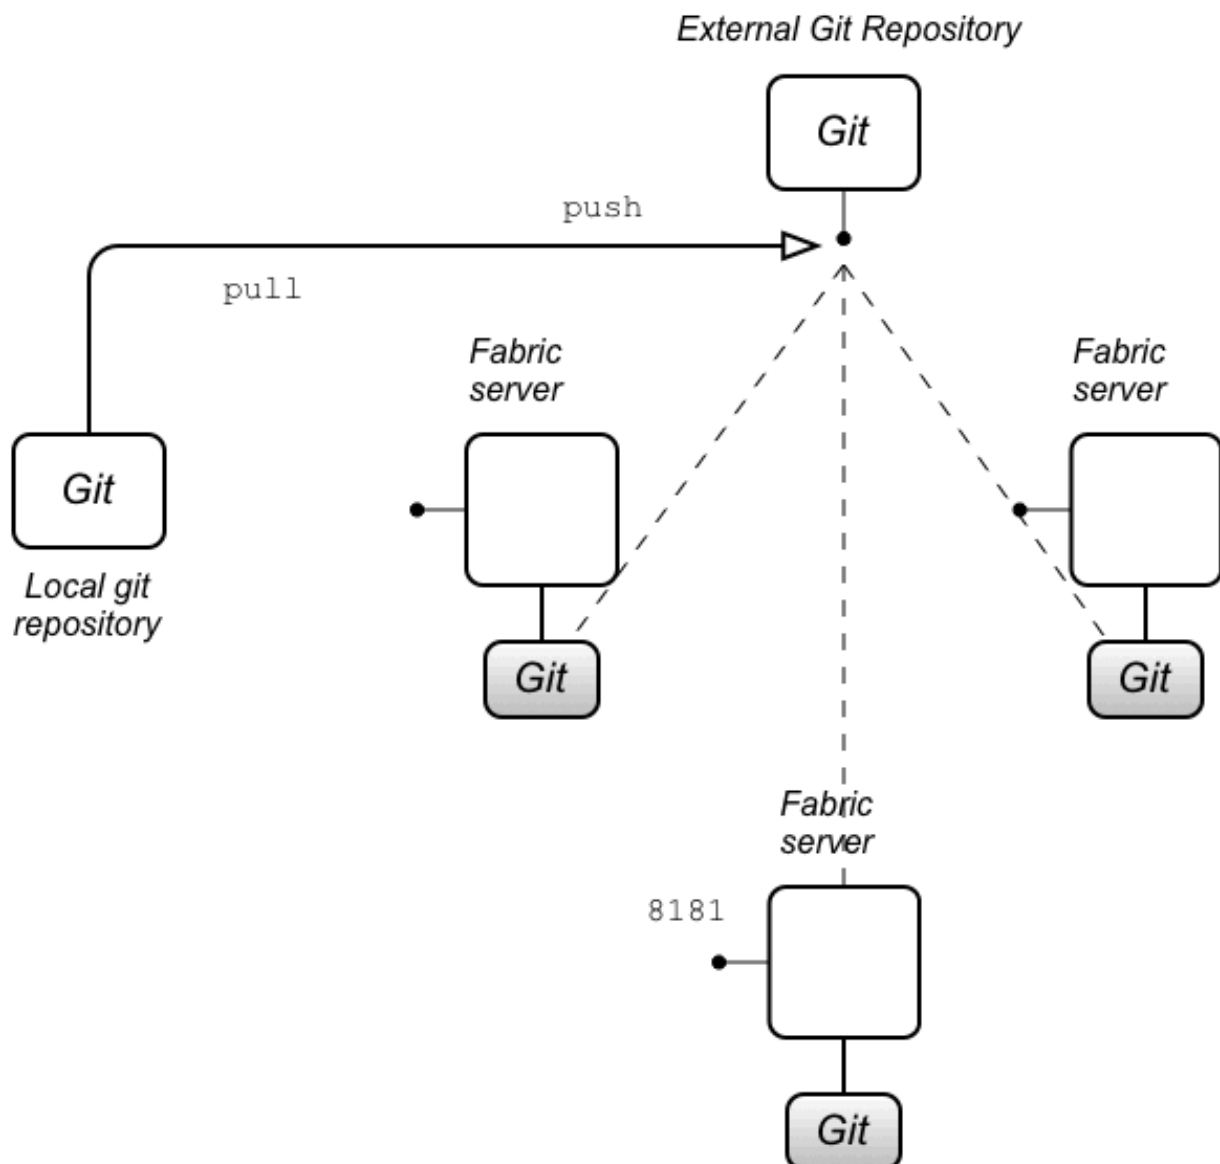 External Git Repository
Git
push
pull
Fabric
server
Fabric
server
Git
Local git
repository
Git
Git
Fabric
server
8181
Git